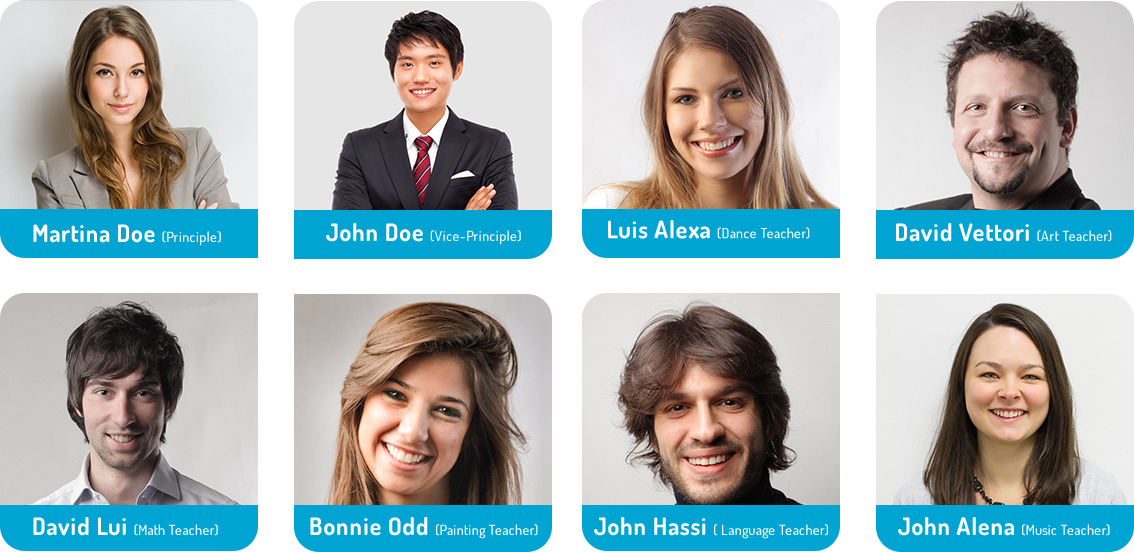 Martina Doe (Principle)
John Doe (Vice-Principle)
Luis Alexa (Dance Teacher)
David Vettori (Art Teacher)
David Lui (Math Teacher)
Bonnie Odd (Painting Teacher)
John Hassi ( Language Teacher)
John Alena (Music Teacher)